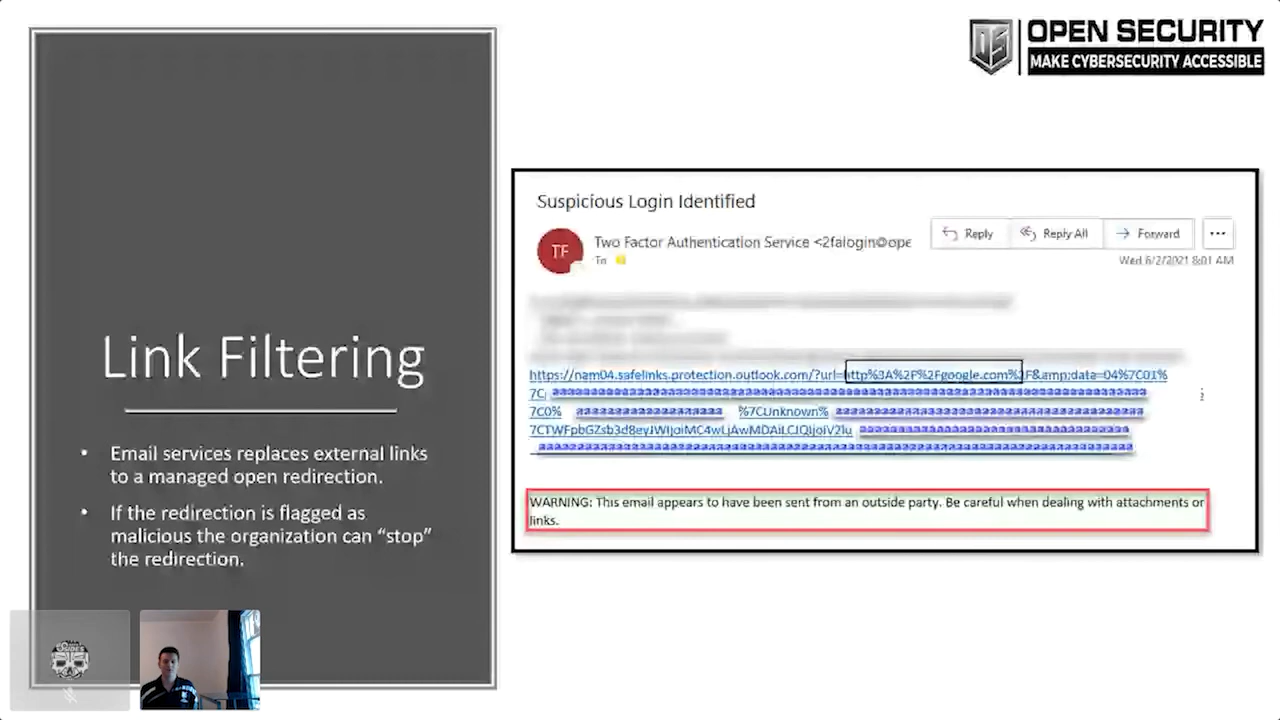 OPEN SECURITY
MAKE CYBERSECURITY ACCESSIBLE
Link Filtering
• Email services replaces external links
to a managed open redirection.
• If the redirection is flagged as
malicious the organization can “stop”
the redirection.
Suspicious Login Identified
TF
Two Factor Authentication Service <2falogin@ope
To
Reply
Reply All
Forward
...
Wed 6/2/2021 8:01 AM
https://nam04.safelinks.protection.outlook.com/?url=http%3A%2F%2Fgoogle.com%2F&amp;data=04%7C01%
7C
7C0% %7CUnknown%
WARNING: This email appears to have been sent from an outside party. Be careful when dealing with attachments or
links.